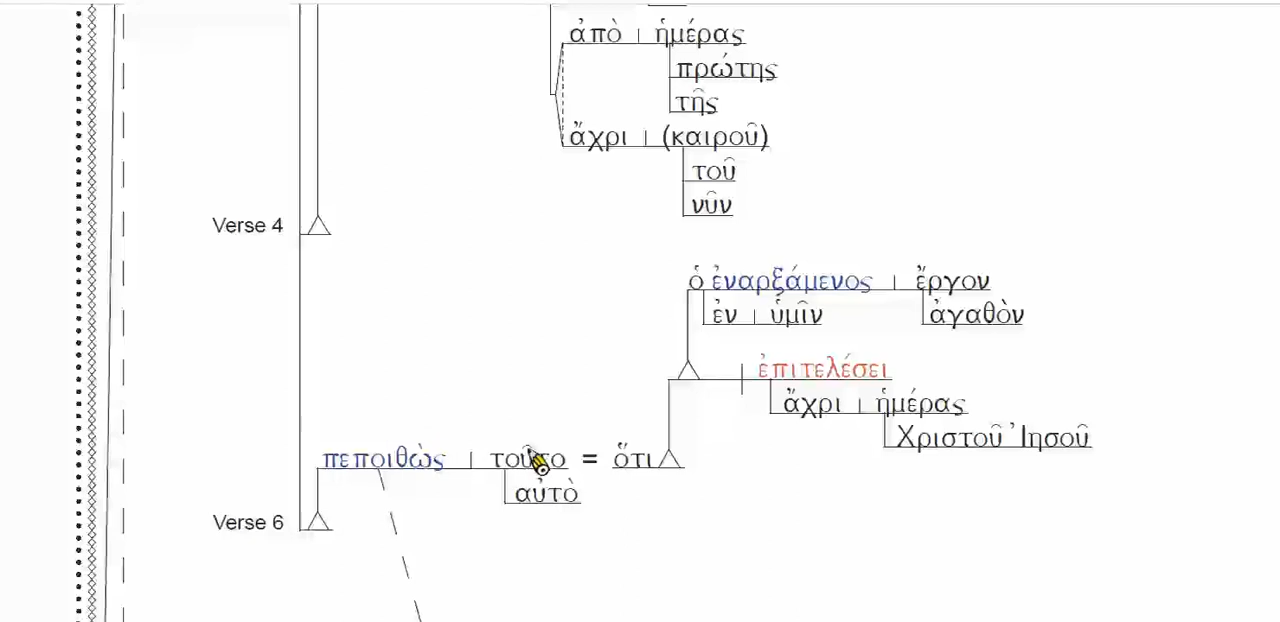 ἀπὸ ἡμέρας
πρώτης
τῆς
ἄχρι (καιροῦ)
τοῦ
νῦν
Verse 4
ὁ ἐναρξάμενος ἔργον
ἐν ὑμῖν ἀγαθὸν
ἐπιτελέσει
ἄχρι ἡμέρας
Χριστοῦ Ἰησοῦ
πεποιθὼς τοῦτο = ὅτι
αὐτὸ
Verse 6